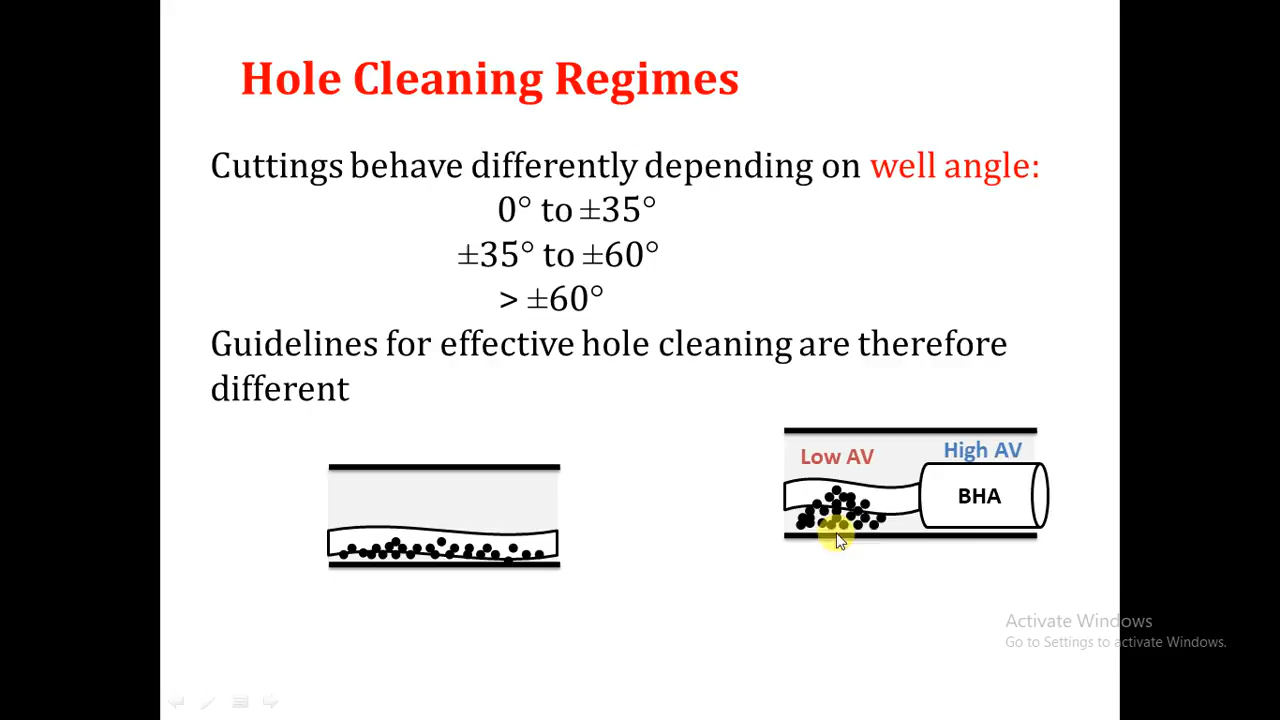 Hole Cleaning Regimes
Cuttings behave differently depending on well angle:
0° to ±35°
±35° to ±60°
> ±60°
Guidelines for effective hole cleaning are therefore
different
Low AV
High AV
BHA
Activate Windows
Go to Settings to activate Windows.